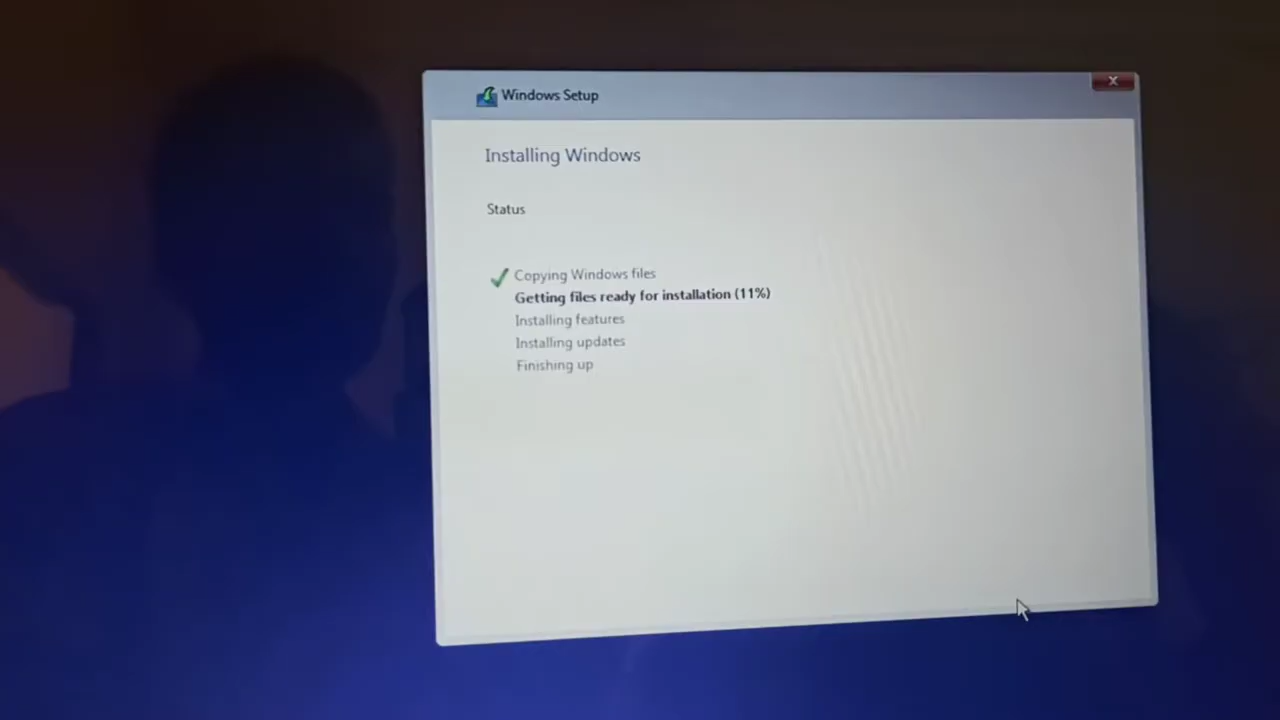 Windows Setup
Installing Windows
Status
Copying Windows files
Getting files ready for installation (11%)
Installing features
Installing updates
Finishing up